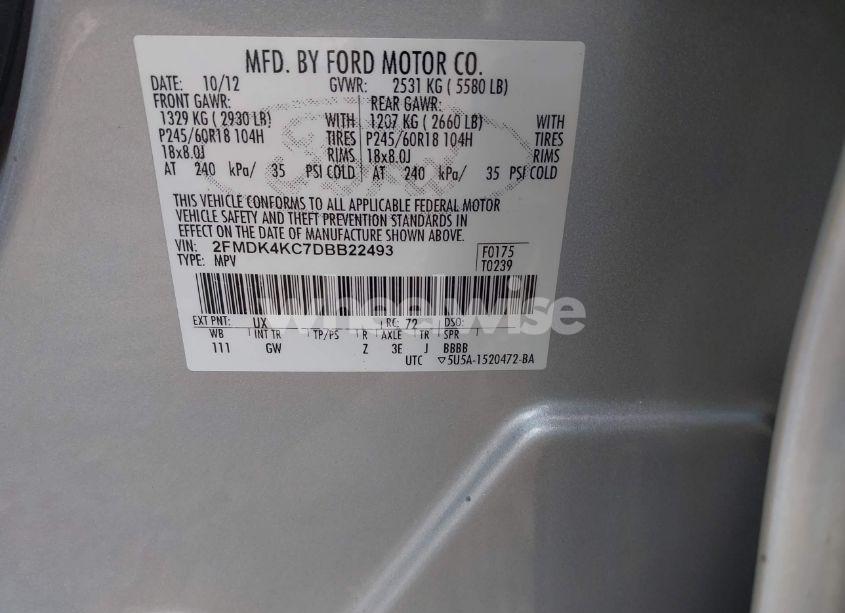 MFD. BY FORD MOTOR CO.
DATE: 10/12 GVWR: 2531 KG ( 5580 LB)
FRONT GAWR: REAR GAWR:
1329 KG ( 2930 LB) WITH 1207 KG ( 2660 LB) WITH
P245/60R18 104H TIRES P245/60R18 104H TIRES
18x8.0J RIMS 18x8.0J RIMS
AT 240 kPa/ 35 PSI COLD AT 240 kPa/ 35 PSI COLD
THIS VEHICLE CONFORMS TO ALL APPLICABLE FEDERAL MOTOR
VEHICLE SAFETY AND THEFT PREVENTION STANDARDS IN
EFFECT ON THE DATE OF MANUFACTURE SHOWN ABOVE.
VIN: 2FMDK4KC7DBB22493 F0175
TYPE: MPV T0239
wheelwise
EXT PNT: UX RC: 72 DSO:
WB INT TR TP/PS R AXLE TR SPR
111 GW Z 3E J BBBB
UTC ▽5U5A-1520472-BA